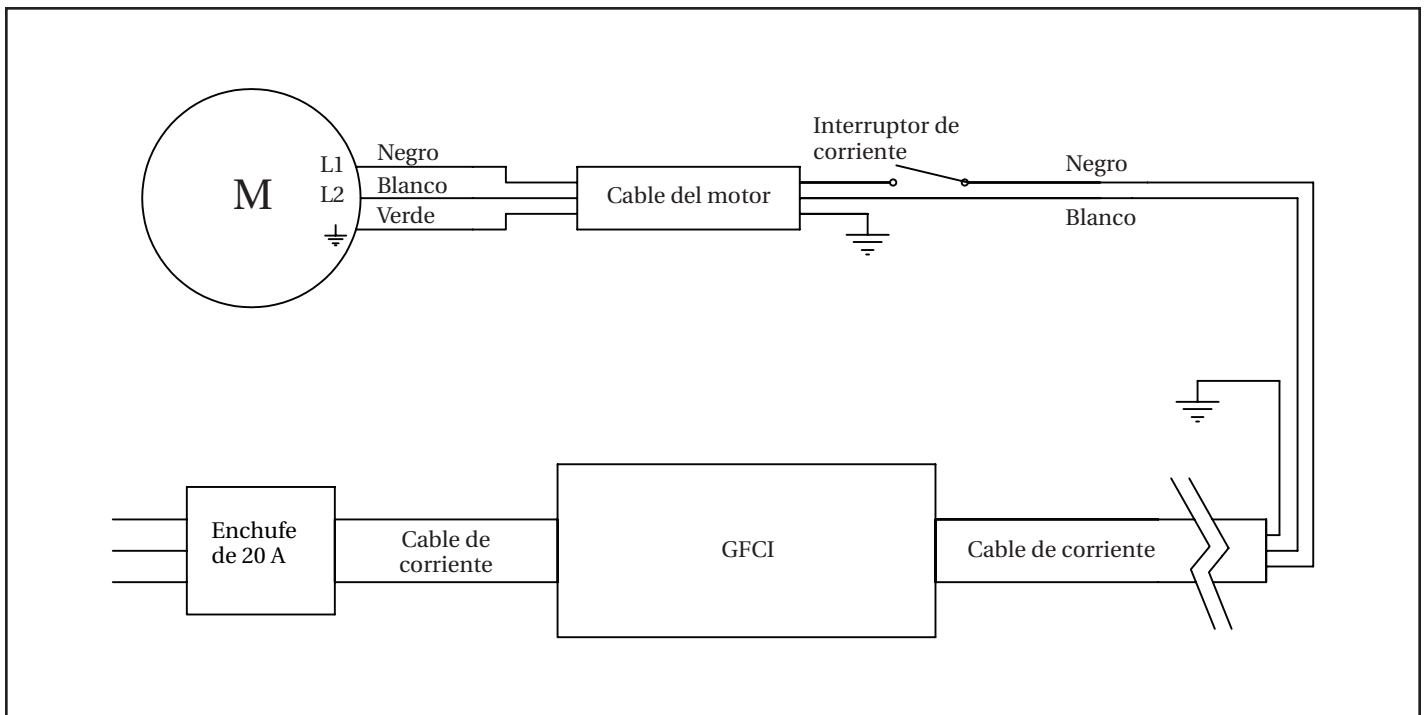 Interruptor de
corriente
Negro
Negro
L1
M
L2
Blanco
Cable del motor
Verde
Blanco
Enchufe
de 20 A
Cable de
corriente
GFCI
Cable de corriente